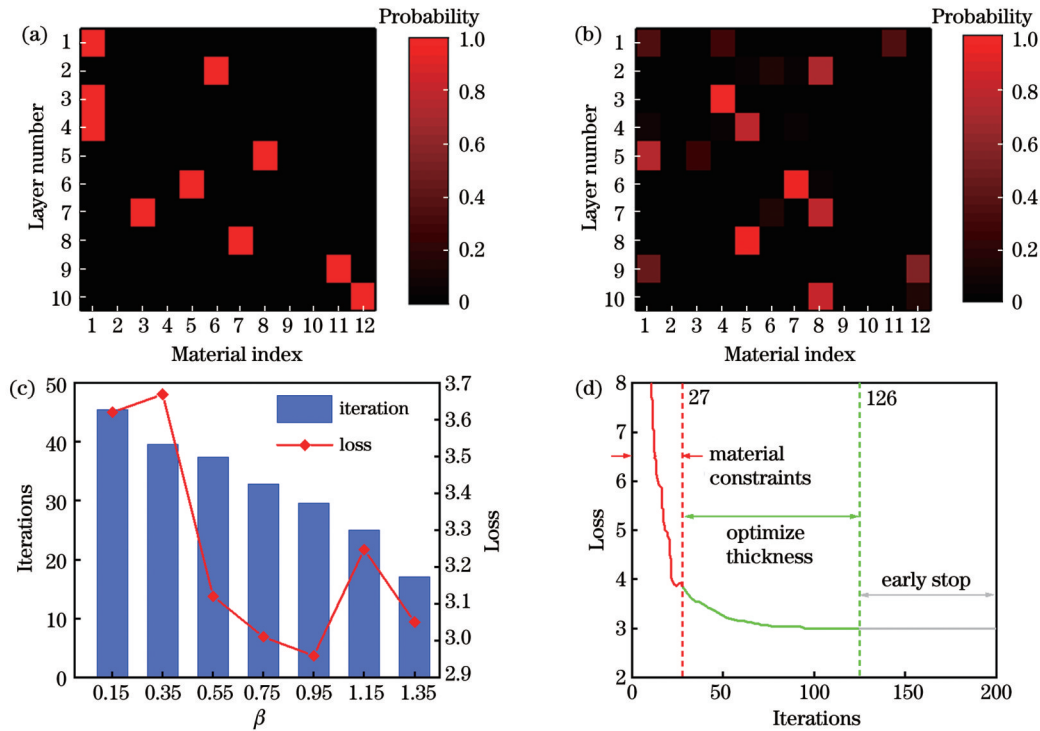 (a)
Probability
1.0
0.8
0.6
0.4
0.2
0
Layer number
1
2
3
4
5
6
7
8
9
10
1 2 3 4 5 6 7 8 9 10 11 12
Material index
(b)
Probability
1.0
0.8
0.6
0.4
0.2
0
Layer number
1
2
3
4
5
6
7
8
9
10
1 2 3 4 5 6 7 8 9 10 11 12
Material index
(c)
50
40
30
20
10
0
Iterations
iteration
loss
3.7
3.6
3.5
3.4
3.3
3.2
3.1
3.0
2.9
Loss
0.15 0.35 0.55 0.75 0.95 1.15 1.35
β
(d)
8
7
6
5
4
3
2
Loss
27
126
material
constraints
optimize
thickness
early stop
0 50 100 150 200
Iterations